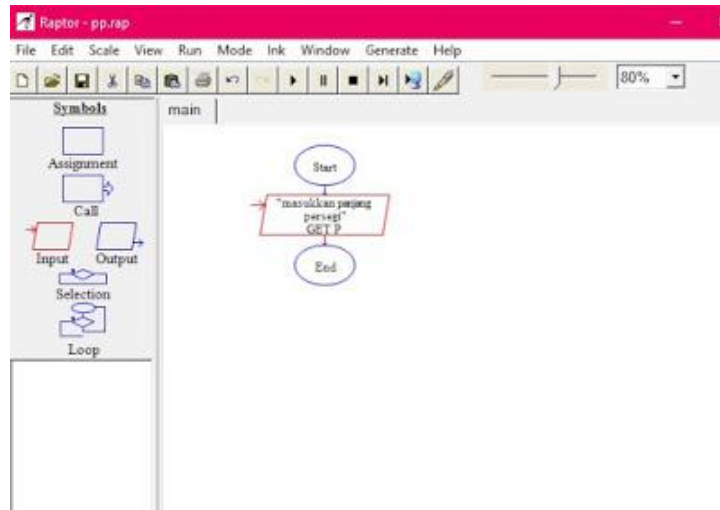 Raptor - pp.rap
File Edit Scale View Run Mode Ink Window Generate Help
80%
Symbols
main
Assignment
Call
Input Output
Selection
Loop
Start
"masukkan panjang
persegi"
GET P
End